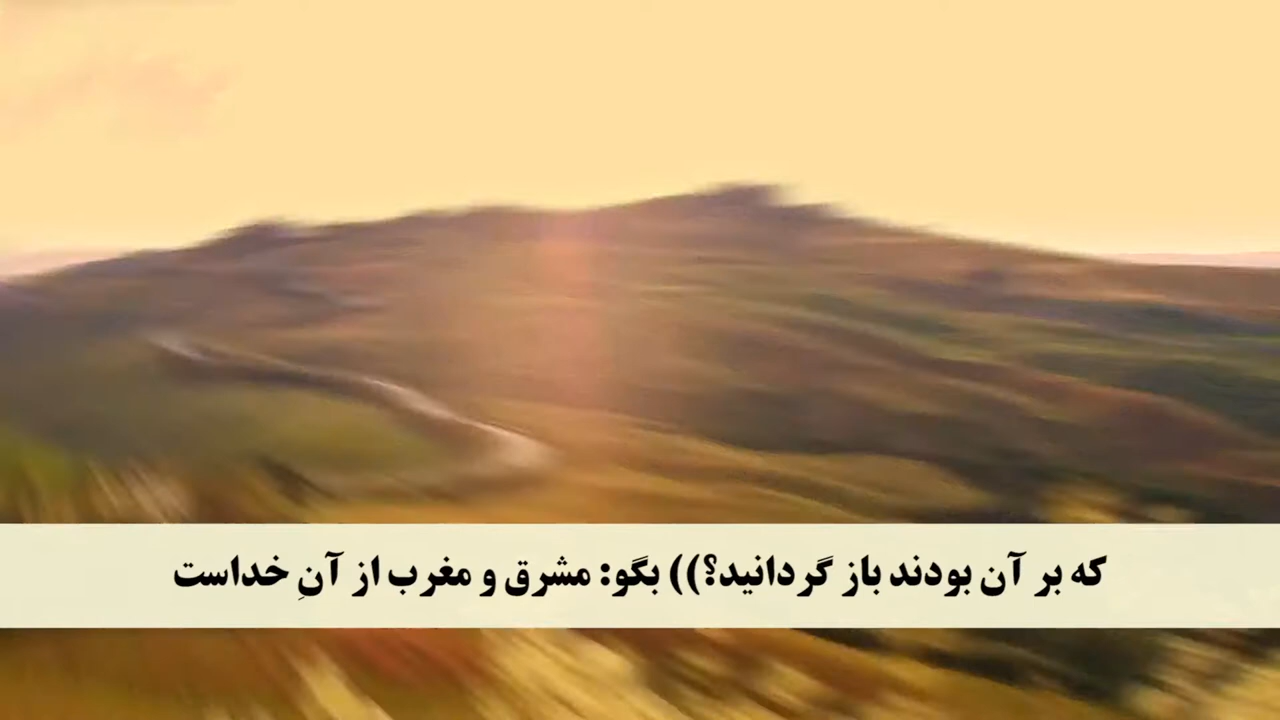 که بر آن بودند باز گردانید؟)) بگو: مشرق و مغرب از آنِ خداست